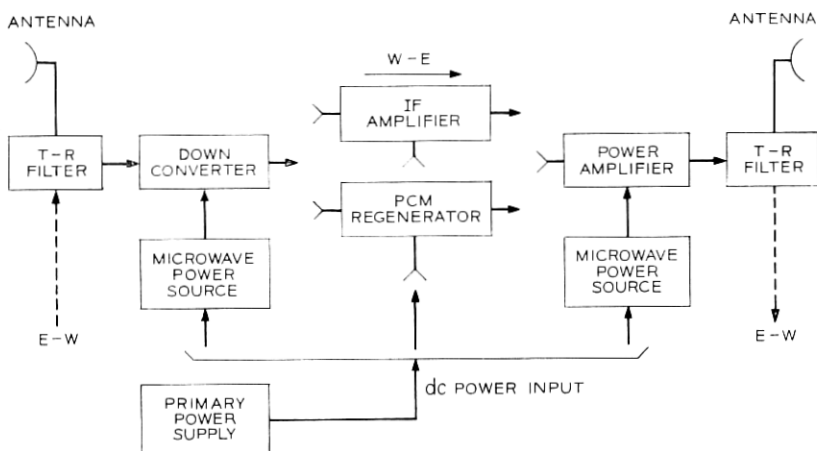 ANTENNA
ANTENNA
W-E
IF
AMPLIFIER
T-R
FILTER
DOWN
CONVERTER
POWER
AMPLIFIER
T-R
FILTER
PCM
REGENERATOR
MICROWAVE
POWER
SOURCE
MICROWAVE
POWER
SOURCE
E-W
E-W
dc POWER INPUT
PRIMARY
POWER
SUPPLY